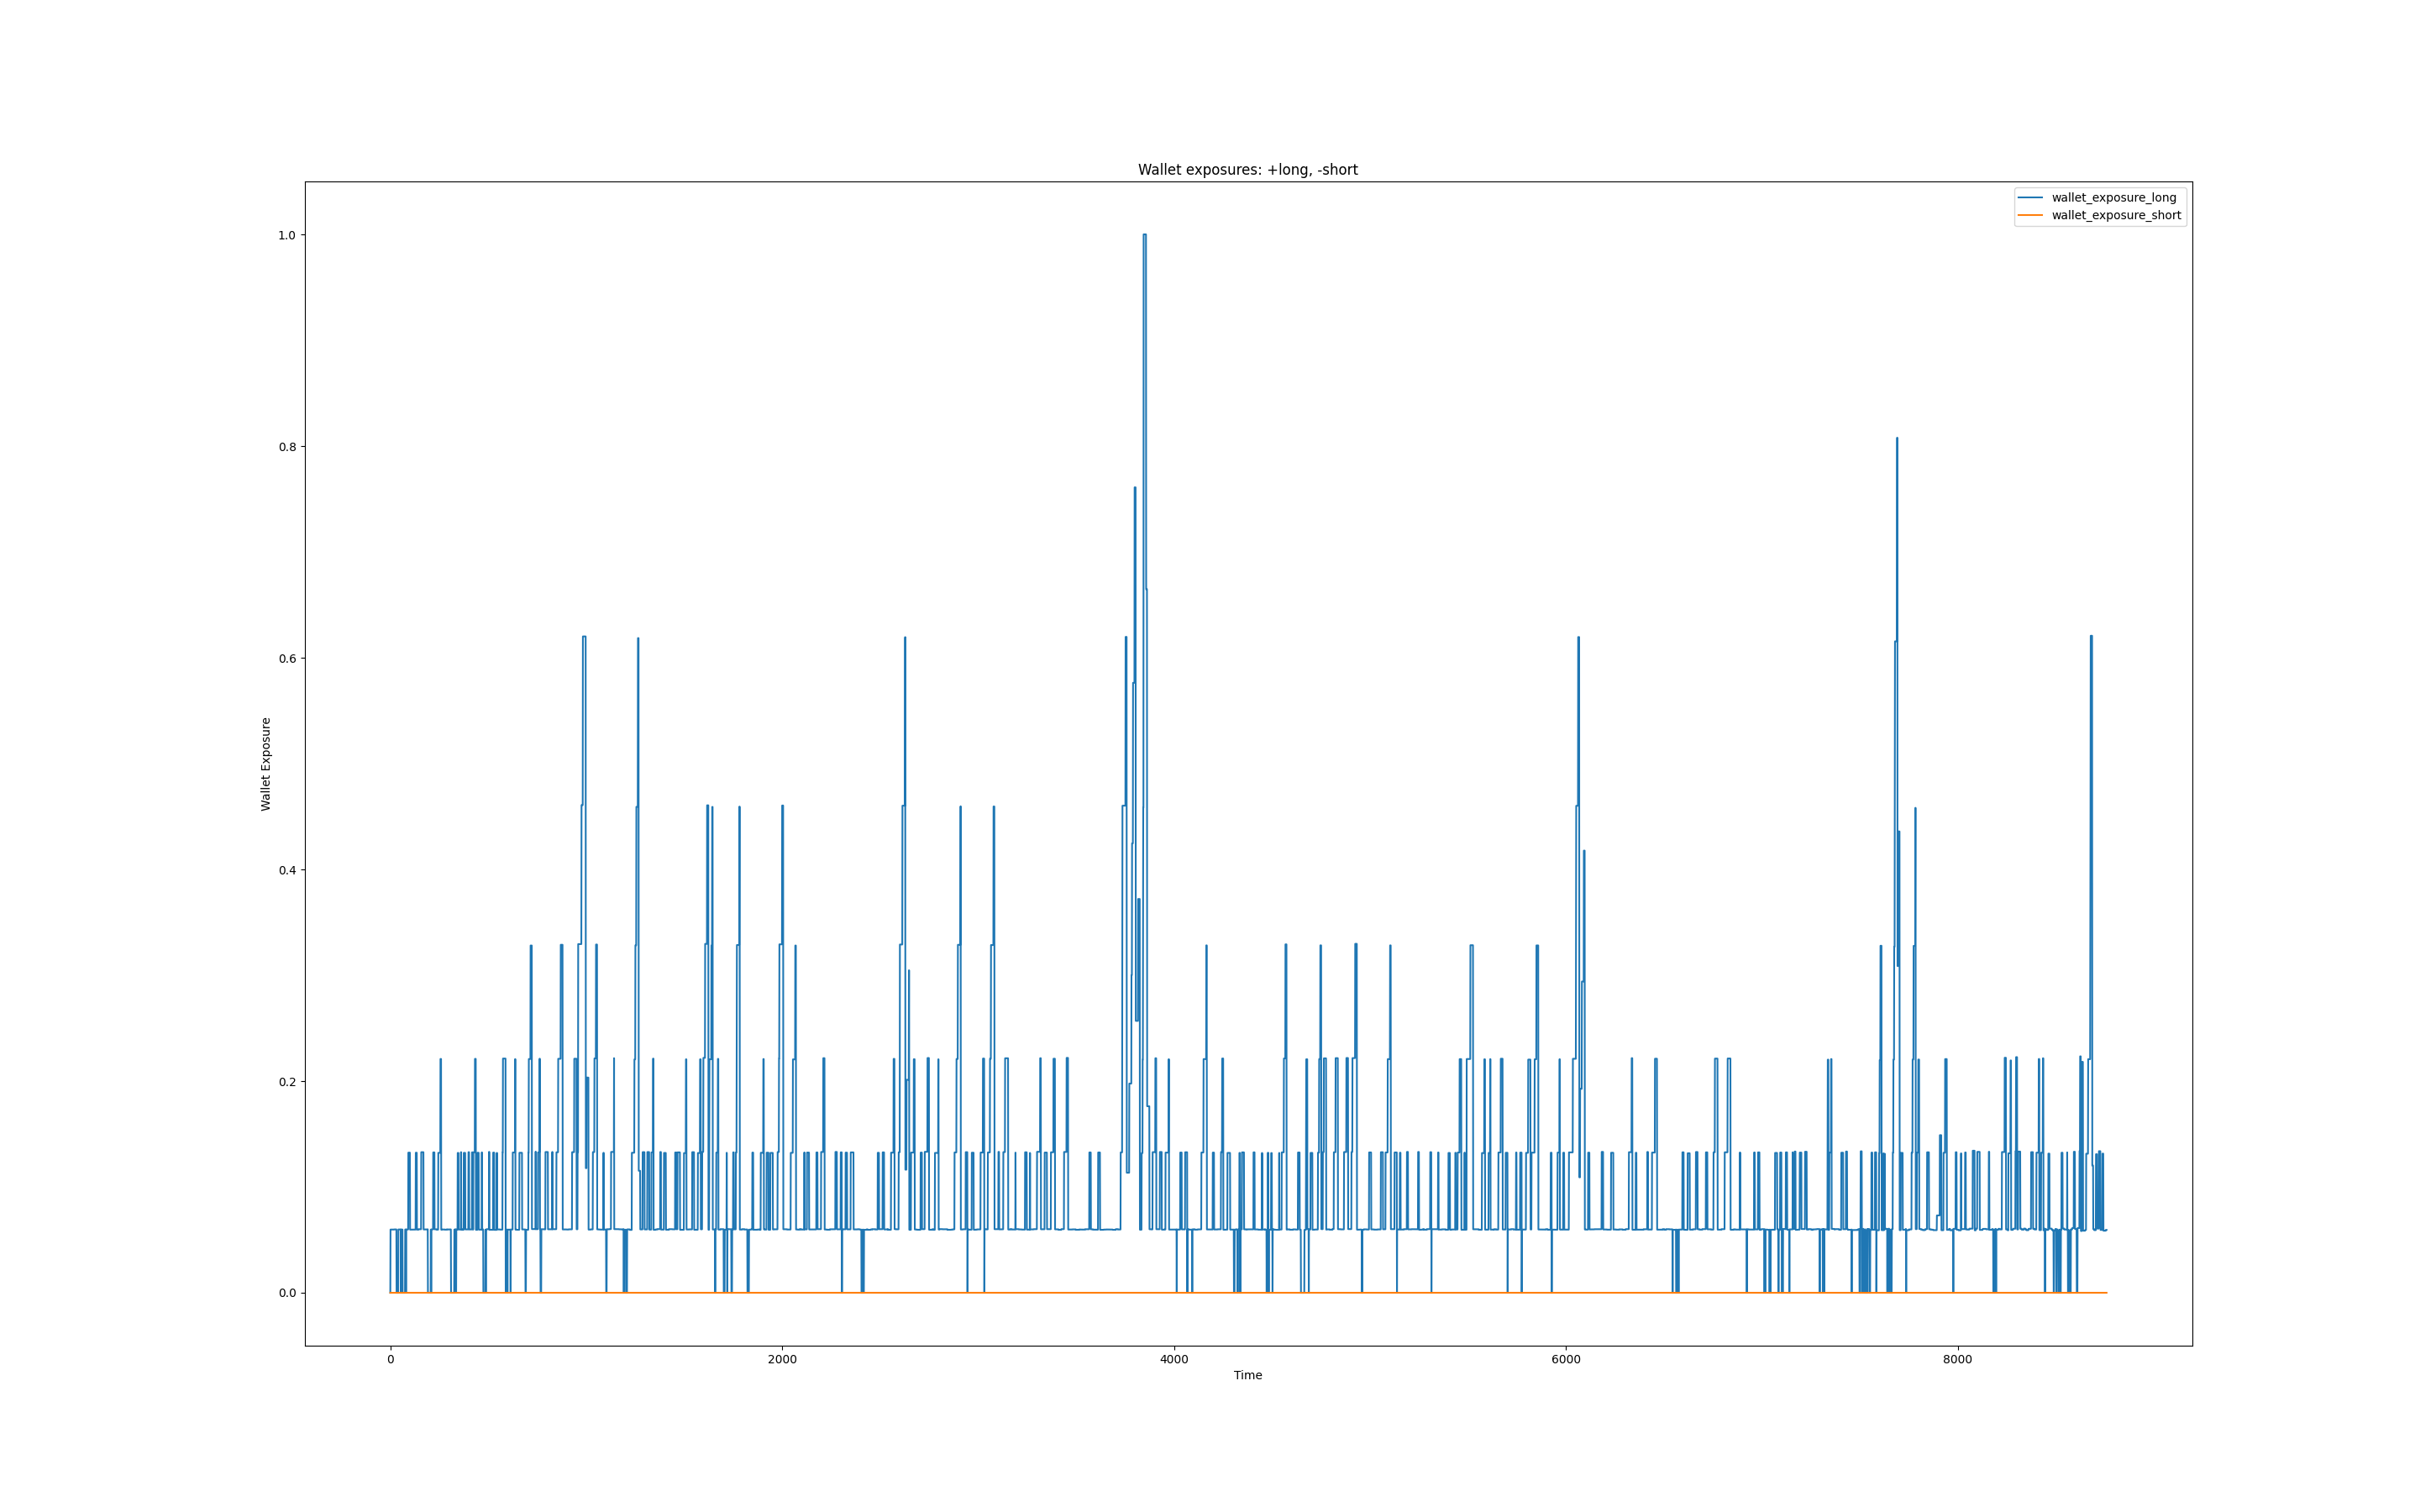 Wallet exposures: +long, -short
wallet_exposure_long
wallet_exposure_short
1.0
0.8
0.6
0.4
0.2
0.0
Wallet Exposure
0
2000
4000
6000
8000
Time